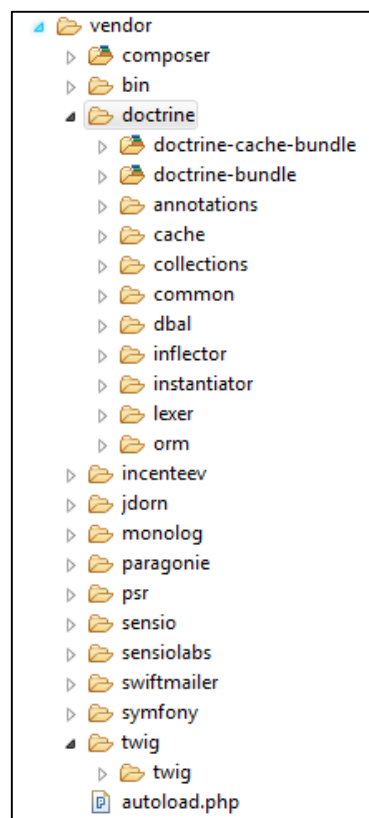 vendor
composer
bin
doctrine
doctrine-cache-bundle
doctrine-bundle
annotations
cache
collections
common
dbal
inflector
instantiator
lexer
orm
incenteev
jdorn
monolog
paragonie
psr
sensio
sensiolabs
swiftmailer
symfony
twig
twig
autoload.php